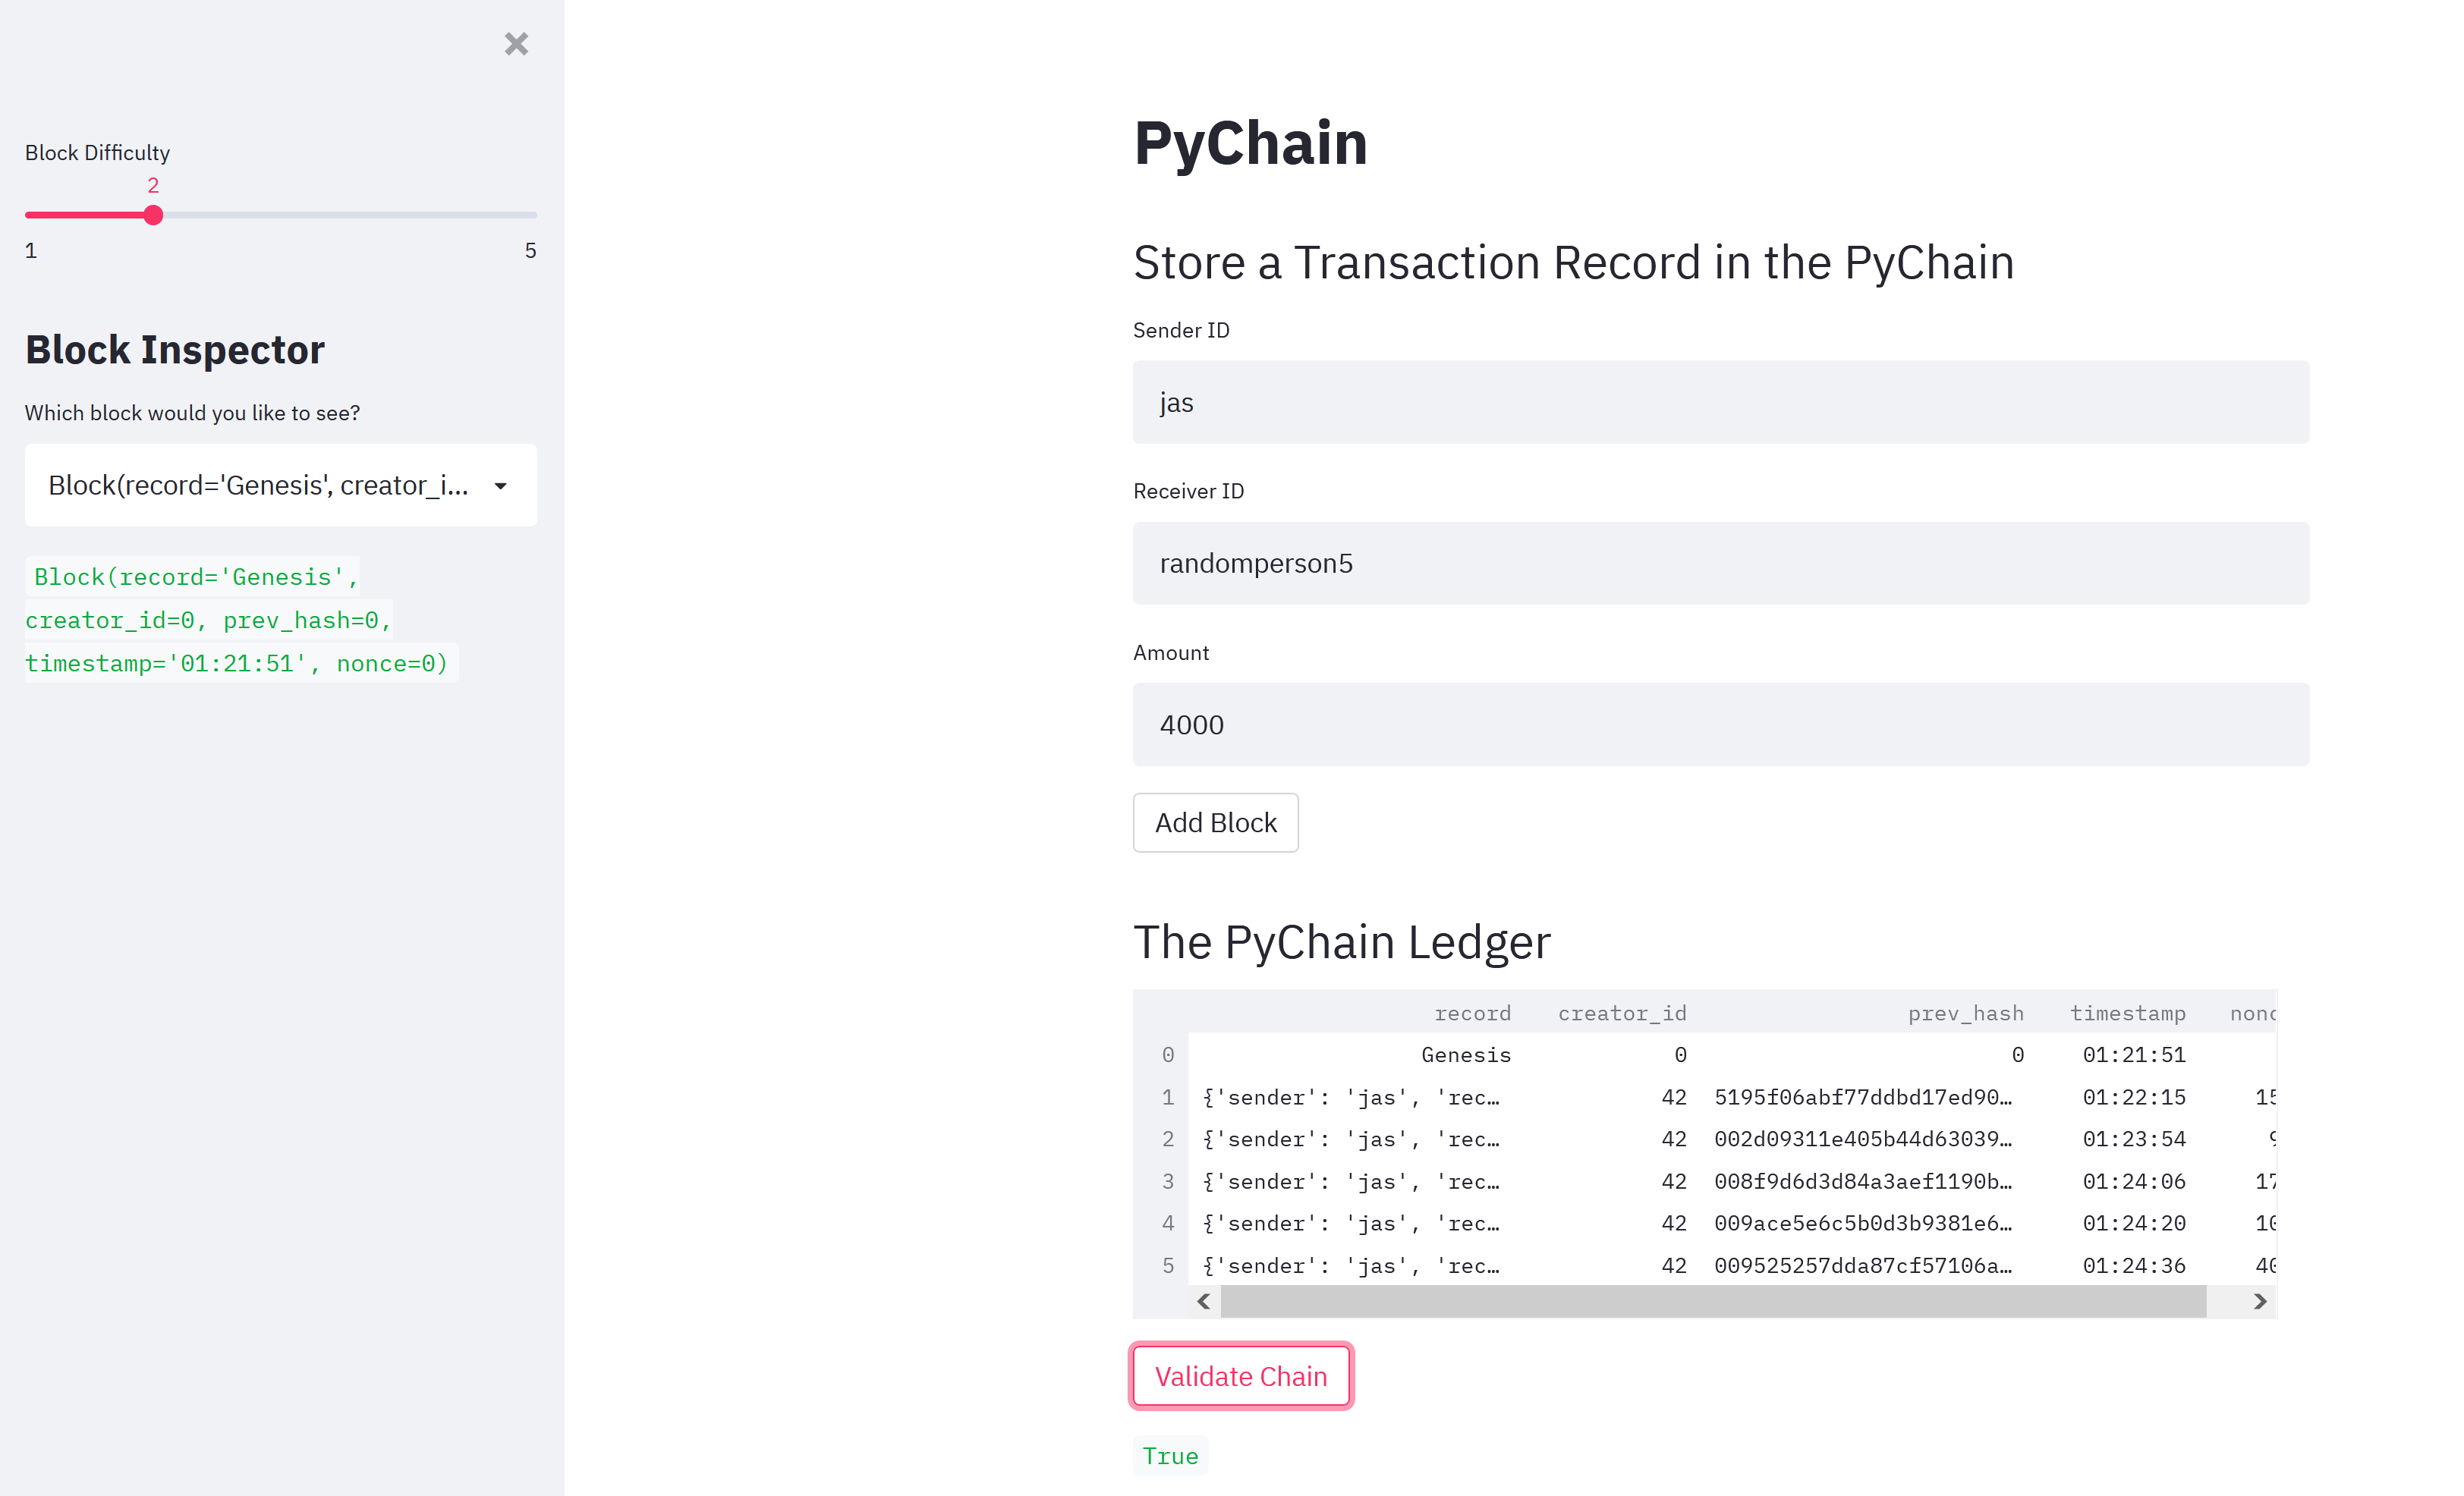 Block Difficulty
2
1 5
Block Inspector
Which block would you like to see?
Block(record='Genesis', creator_i...
Block(record='Genesis',
creator_id=0, prev_hash=0,
timestamp='01:21:51', nonce=0)
PyChain
Store a Transaction Record in the PyChain
Sender ID
jas
Receiver ID
randomperson5
Amount
4000
Add Block
The PyChain Ledger
record creator_id prev_hash timestamp
0 Genesis 0 0 01:21:51
1 {'sender': 'jas', 'rec… 42 5195f06abf77ddbd17ed90… 01:22:15 15
2 {'sender': 'jas', 'rec… 42 002d09311e405b44d63039… 01:23:54 9
3 {'sender': 'jas', 'rec… 42 008f9d6d3d84a3aef1190b… 01:24:06 17
4 {'sender': 'jas', 'rec… 42 009ace5e6c5b0d3b9381e6… 01:24:20 10
5 {'sender': 'jas', 'rec… 42 009525257dda87cf57106a… 01:24:36 40
Validate Chain
True